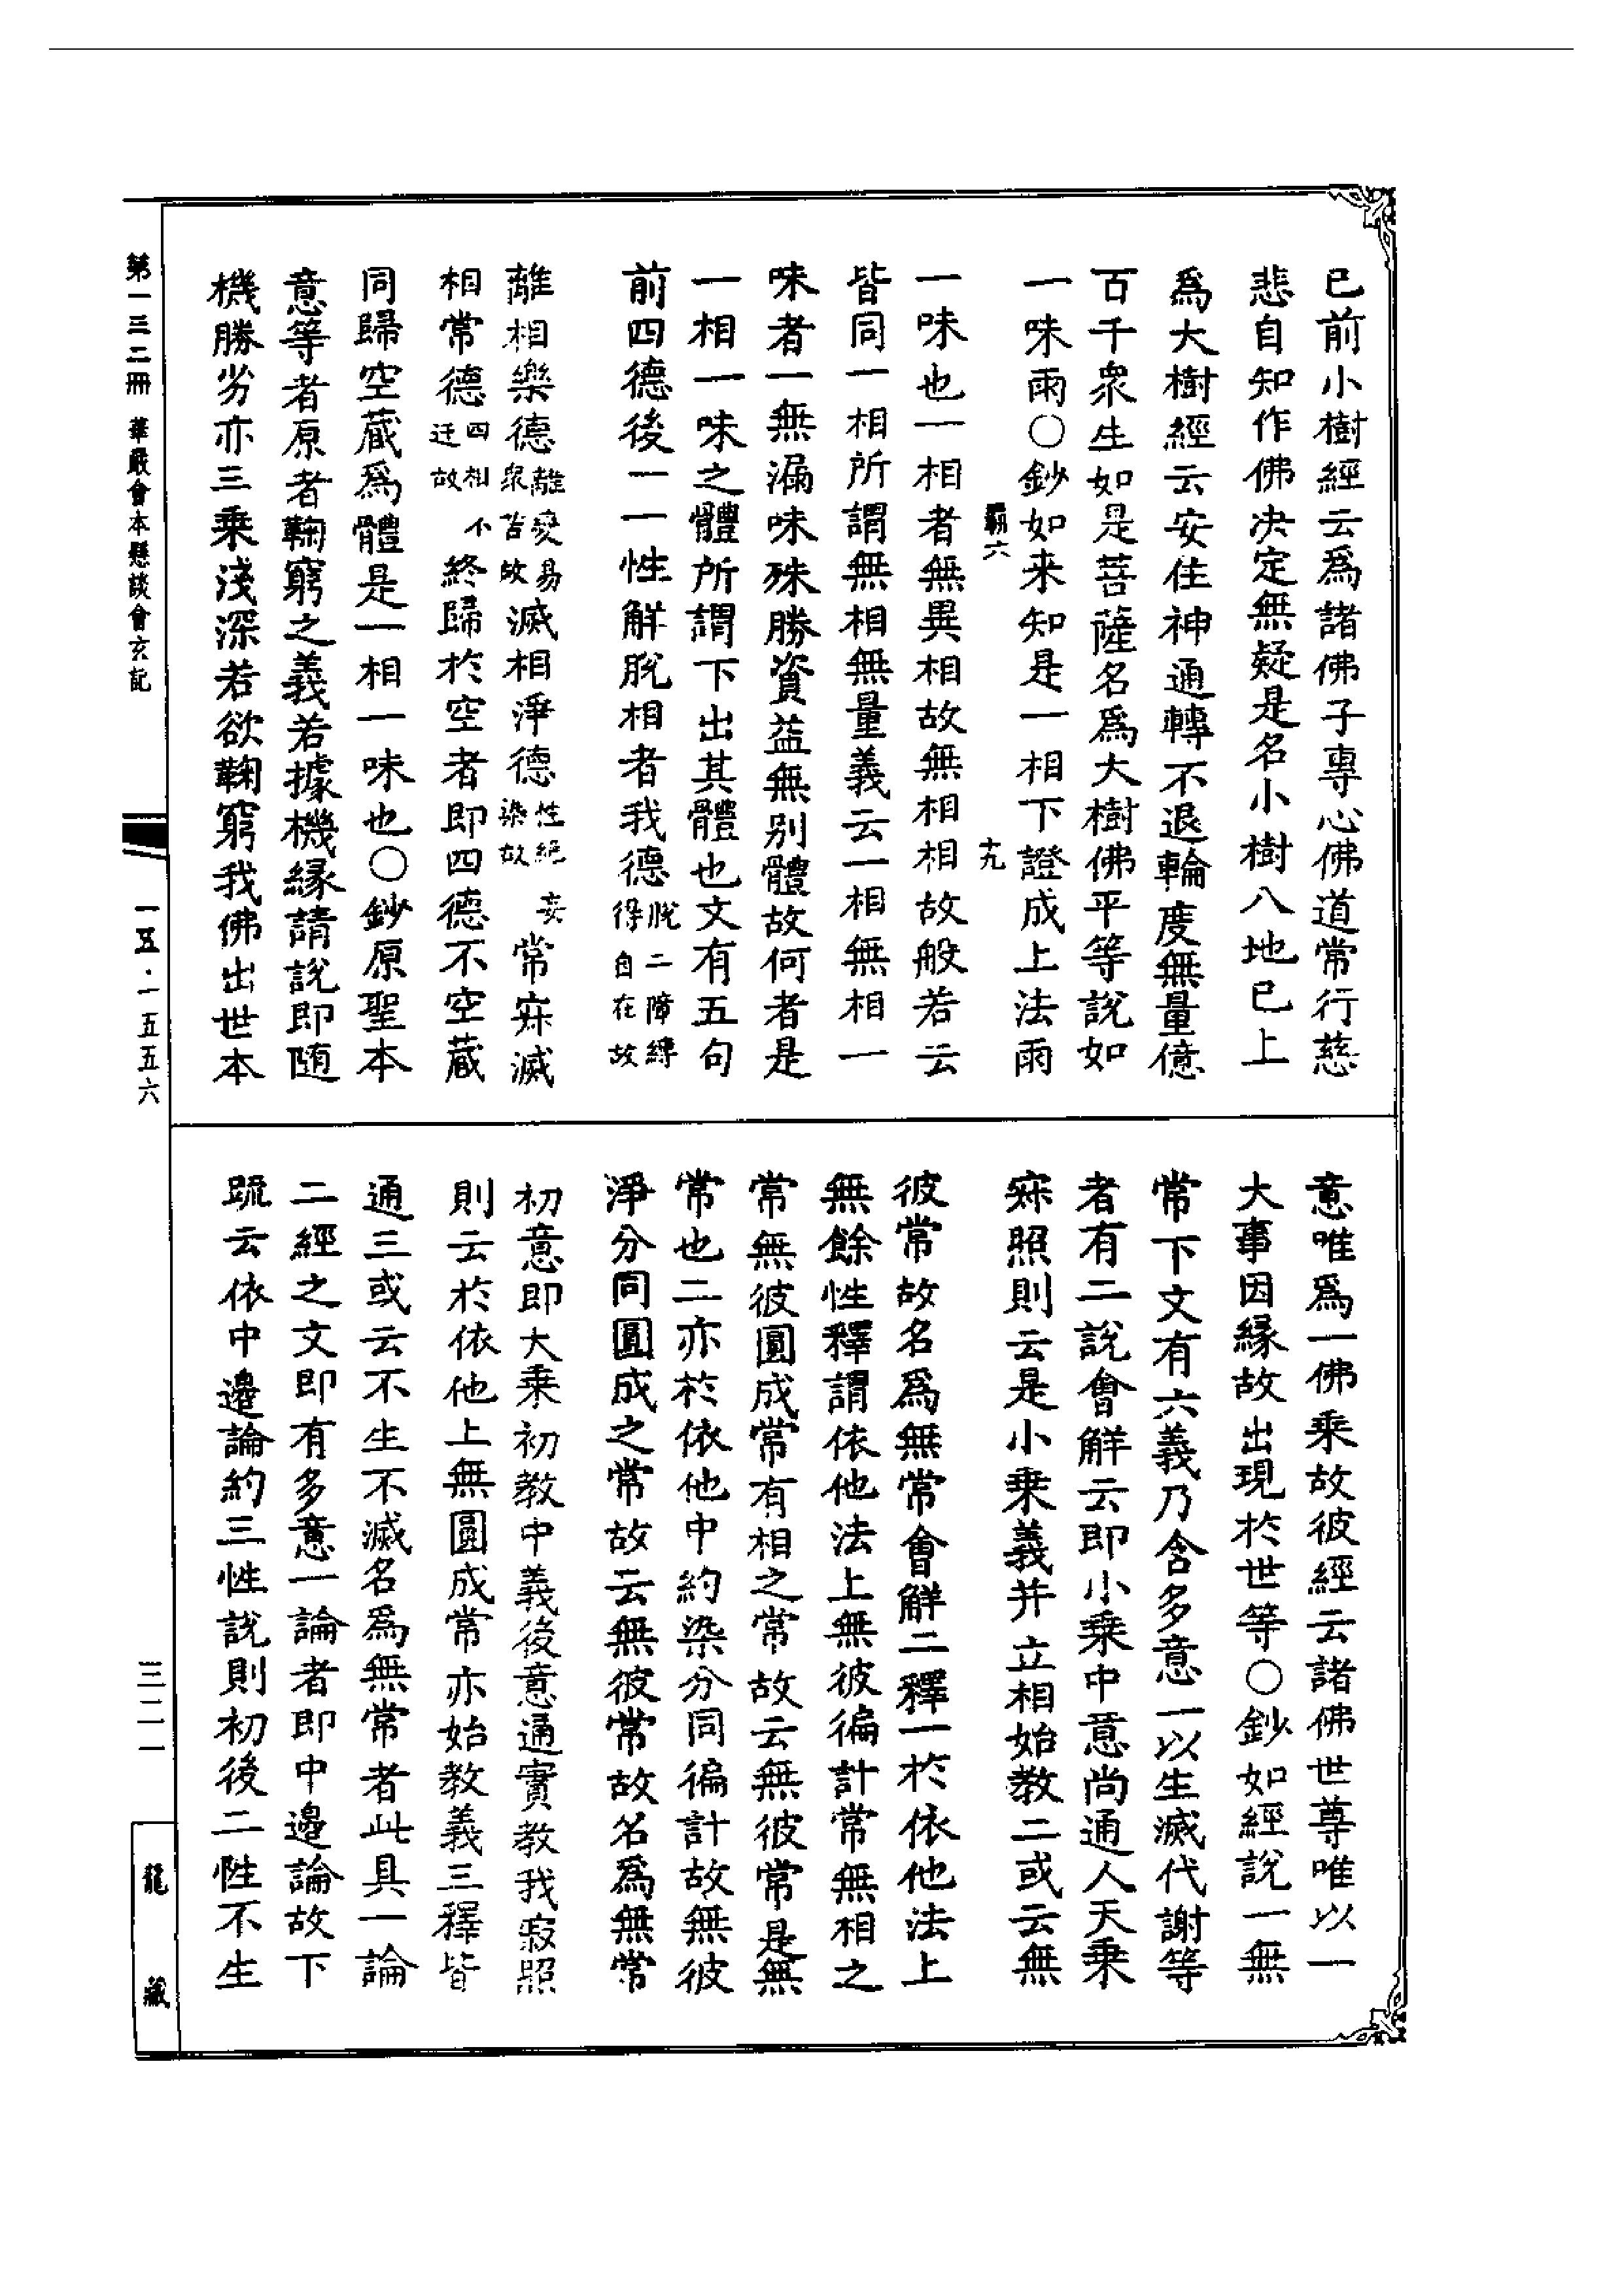 已前小樹經云爲諸佛子專心佛道常行慈
悲自知作佛决定無疑是名小樹八地已上
爲大樹經云安住神通轉不退輪度無量億
百千衆生如是菩薩名爲大樹佛平等說如
一味雨○鈔如来知是一相下證成上法雨
霸六 十九
一味也一相者無異相故無相相故般若云
皆同一相所謂無相無量義云一相無相一
味者一無漏味殊勝資益無别體故何者是
一相一味之體所謂下出其體也文有五句
前四德後一一性解脫相者我德脫二障縛得自在故
離相樂德離變易衆苦故滅相淨德性絕妄染故常寂滅
相常德四相不迁故終歸於空者即四德不空蔵
同歸空蔵爲體是一相一味也○鈔原聖本
意等者原者鞠窮之義若據機縁請說即随
機勝劣亦三乗淺深若欲鞠窮我佛出世本
意唯爲一佛乘故彼經云諸佛世尊唯以一
大事因縁故出現於世等○鈔如經說一無
常下文有六義乃含多意一以生滅代謝等
者有二說會解云即小乗中意尚通人天乗
寂照則云是小乗義并立相始教二或云無
彼常故名爲無常會解二釋一於依他法上
無餘性釋謂依他法上無彼徧計常無相之
常無彼圓成常有相之常故云無彼常是無
常也二亦於依他中約染分同徧計故無彼
淨分同圓成之常故云無彼常故名爲無常
初意即大乗初教中義後意通實教我寂照
則云於依他上無圓成常亦始教義三釋皆
通三或云不生不滅名爲無常者此具一論
二經之文即有多意一論者即中邉論故下
䟽云依中邉論約三性說則初後二性不生
第一三二冊 華嚴會本懸談會玄記
一五·一五五六
三二一
龍藏